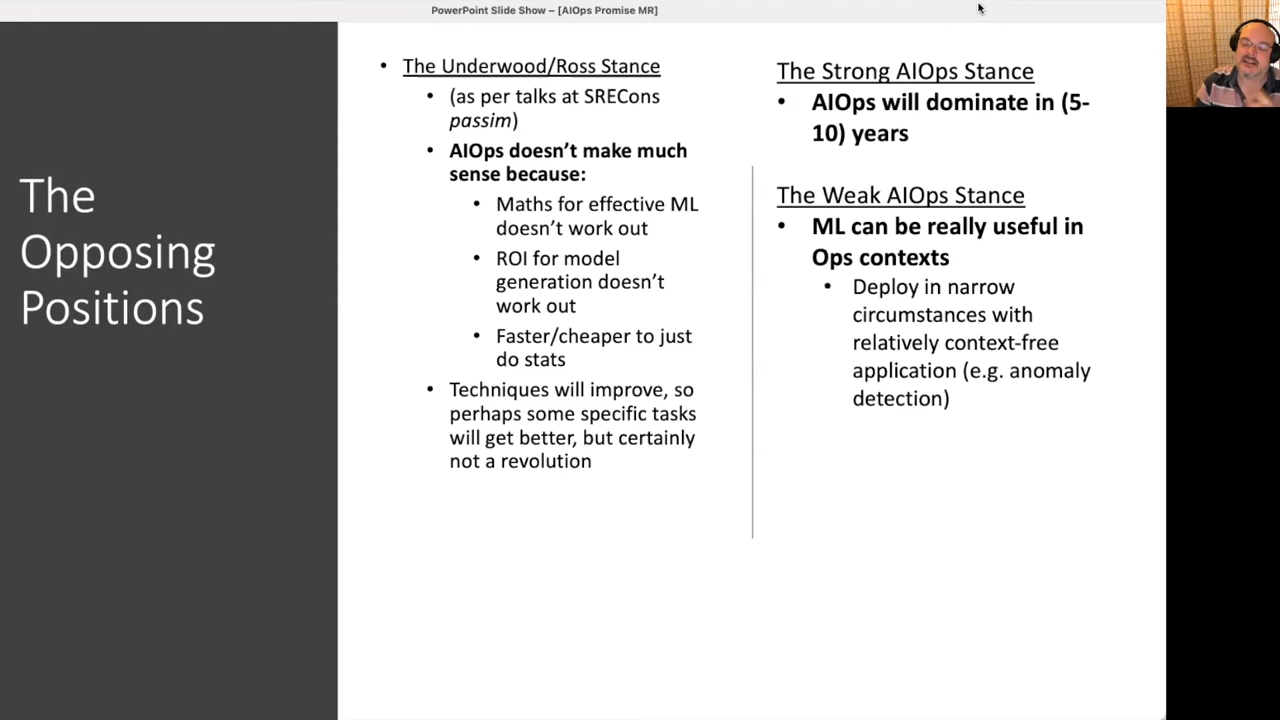 PowerPoint Slide Show – [AIOps Promise MR]
The
Opposing
Positions
• The Underwood/Ross Stance
• (as per talks at SRECons
passim)
• AIOps doesn’t make much
sense because:
• Maths for effective ML
doesn’t work out
• ROI for model
generation doesn’t
work out
• Faster/cheaper to just
do stats
• Techniques will improve, so
perhaps some specific tasks
will get better, but certainly
not a revolution
The Strong AIOps Stance
• AIOps will dominate in (5-
10) years
The Weak AIOps Stance
• ML can be really useful in
Ops contexts
• Deploy in narrow
circumstances with
relatively context-free
application (e.g. anomaly
detection)